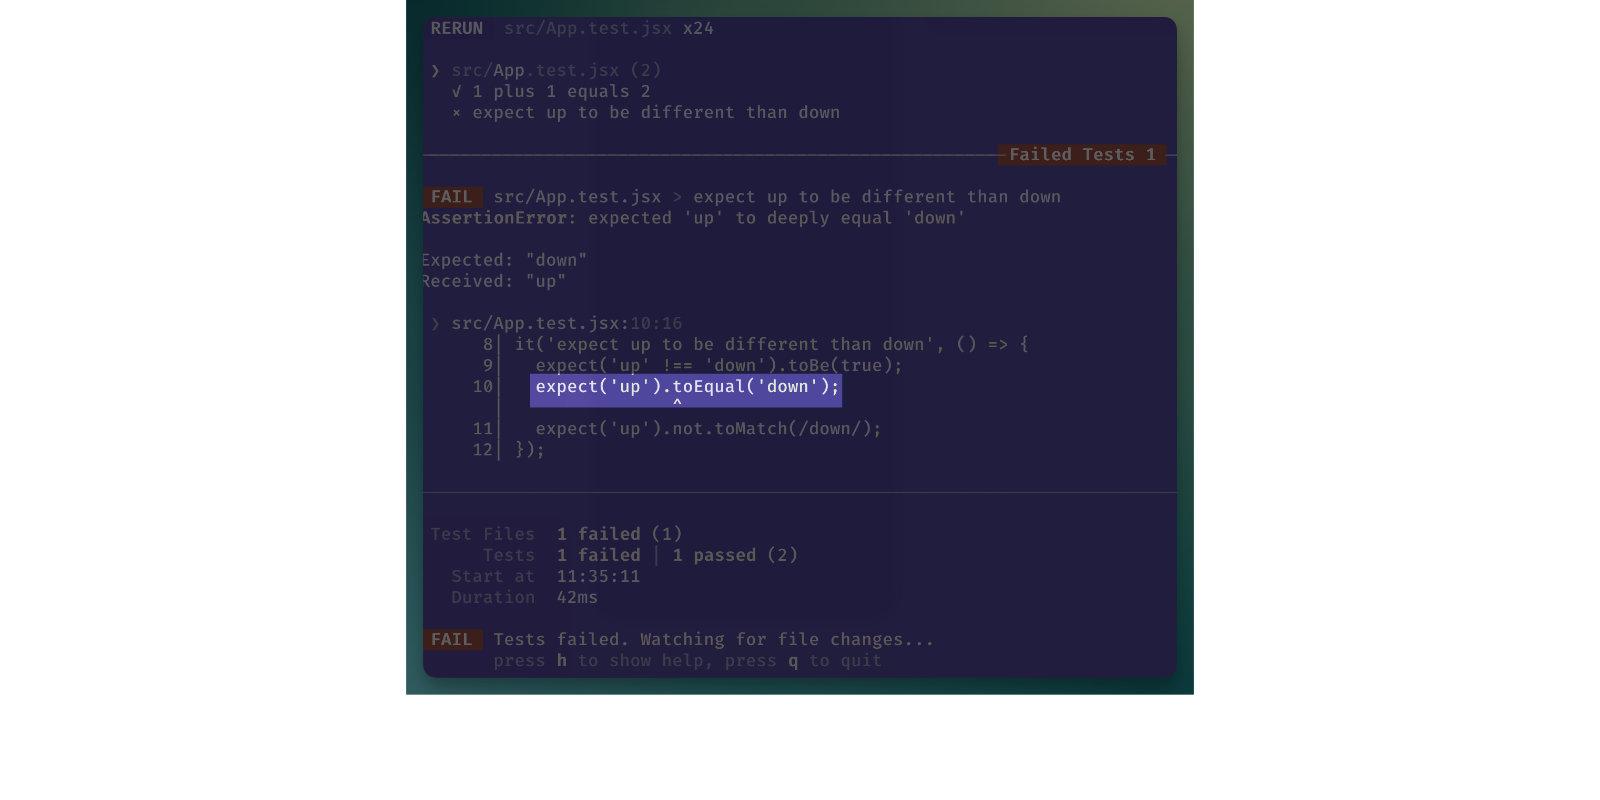 RERUN src/App.test.jsx x24
❯ src/App.test.jsx (2)
√ 1 plus 1 equals 2
× expect up to be different than down
Failed Tests 1
FAIL src/App.test.jsx > expect up to be different than down
AssertionError: expected 'up' to deeply equal 'down'
Expected: "down"
Received: "up"
❯ src/App.test.jsx:10:16
8| it('expect up to be different than down', () => {
9| expect('up' !== 'down').toBe(true);
10| expect('up').toEqual('down');
| ^
11| expect('up').not.toMatch(/down/);
12| });
Test Files 1 failed (1)
Tests 1 failed | 1 passed (2)
Start at 11:35:11
Duration 42ms
FAIL Tests failed. Watching for file changes...
press h to show help, press q to quit